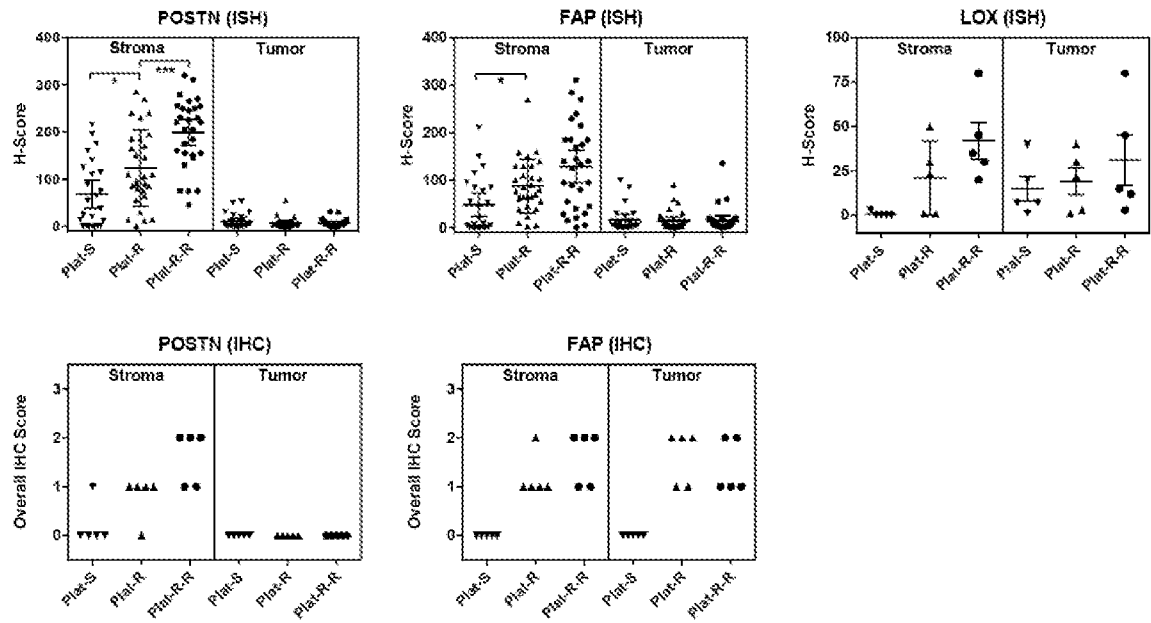 POSTN (ISH)
H-Score
400
300
200
100
0
Stroma
Tumor
*
***
Plat-S
Plat-R
Plat-R-R
Plat-S
Plat-R
Plat-R-R
FAP (ISH)
H-Score
400
300
200
100
0
Stroma
Tumor
*
Plat-S
Plat-R
Plat-R-R
Plat-S
Plat-R
Plat-R-R
LOX (ISH)
H-Score
100
75
50
25
0
Stroma
Tumor
Plat-S
Plat-R
Plat-R-R
Plat-S
Plat-R
Plat-R-R
POSTN (IHC)
Overall IHC Score
3
2
1
0
Stroma
Tumor
Plat-S
Plat-R
Plat-R-R
Plat-S
Plat-R
Plat-R-R
FAP (IHC)
Overall IHC Score
3
2
1
0
Stroma
Tumor
Plat-S
Plat-R
Plat-R-R
Plat-S
Plat-R
Plat-R-R